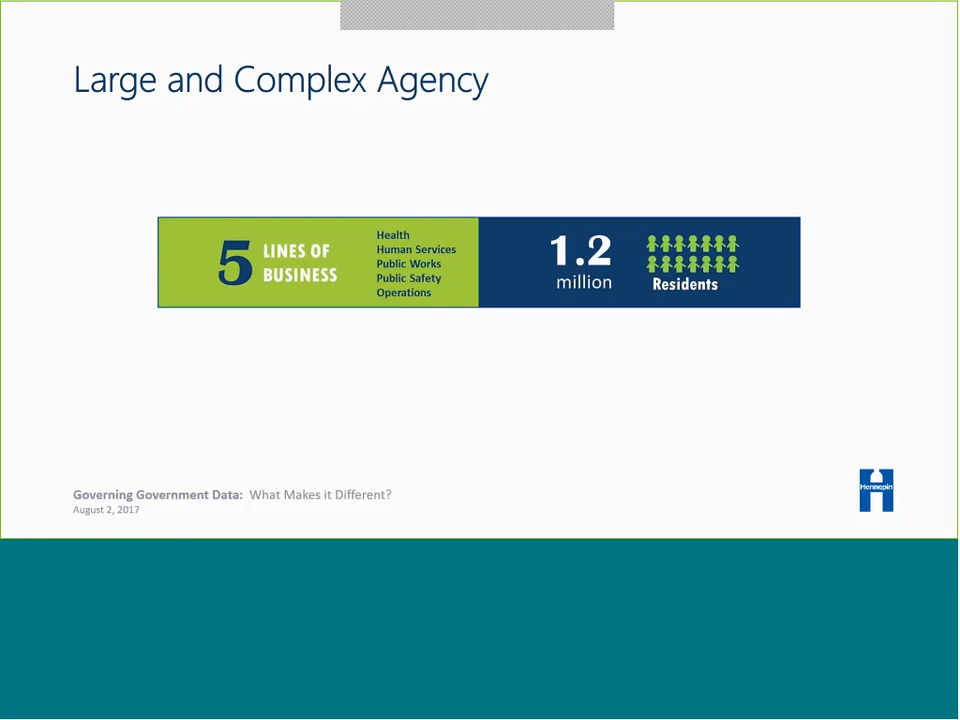 Large and Complex Agency
5 LINES OF BUSINESS
Health
Human Services
Public Works
Public Safety
Operations
1.2 million
Residents
Governing Government Data: What Makes it Different?
August 2, 2017
Hennepin